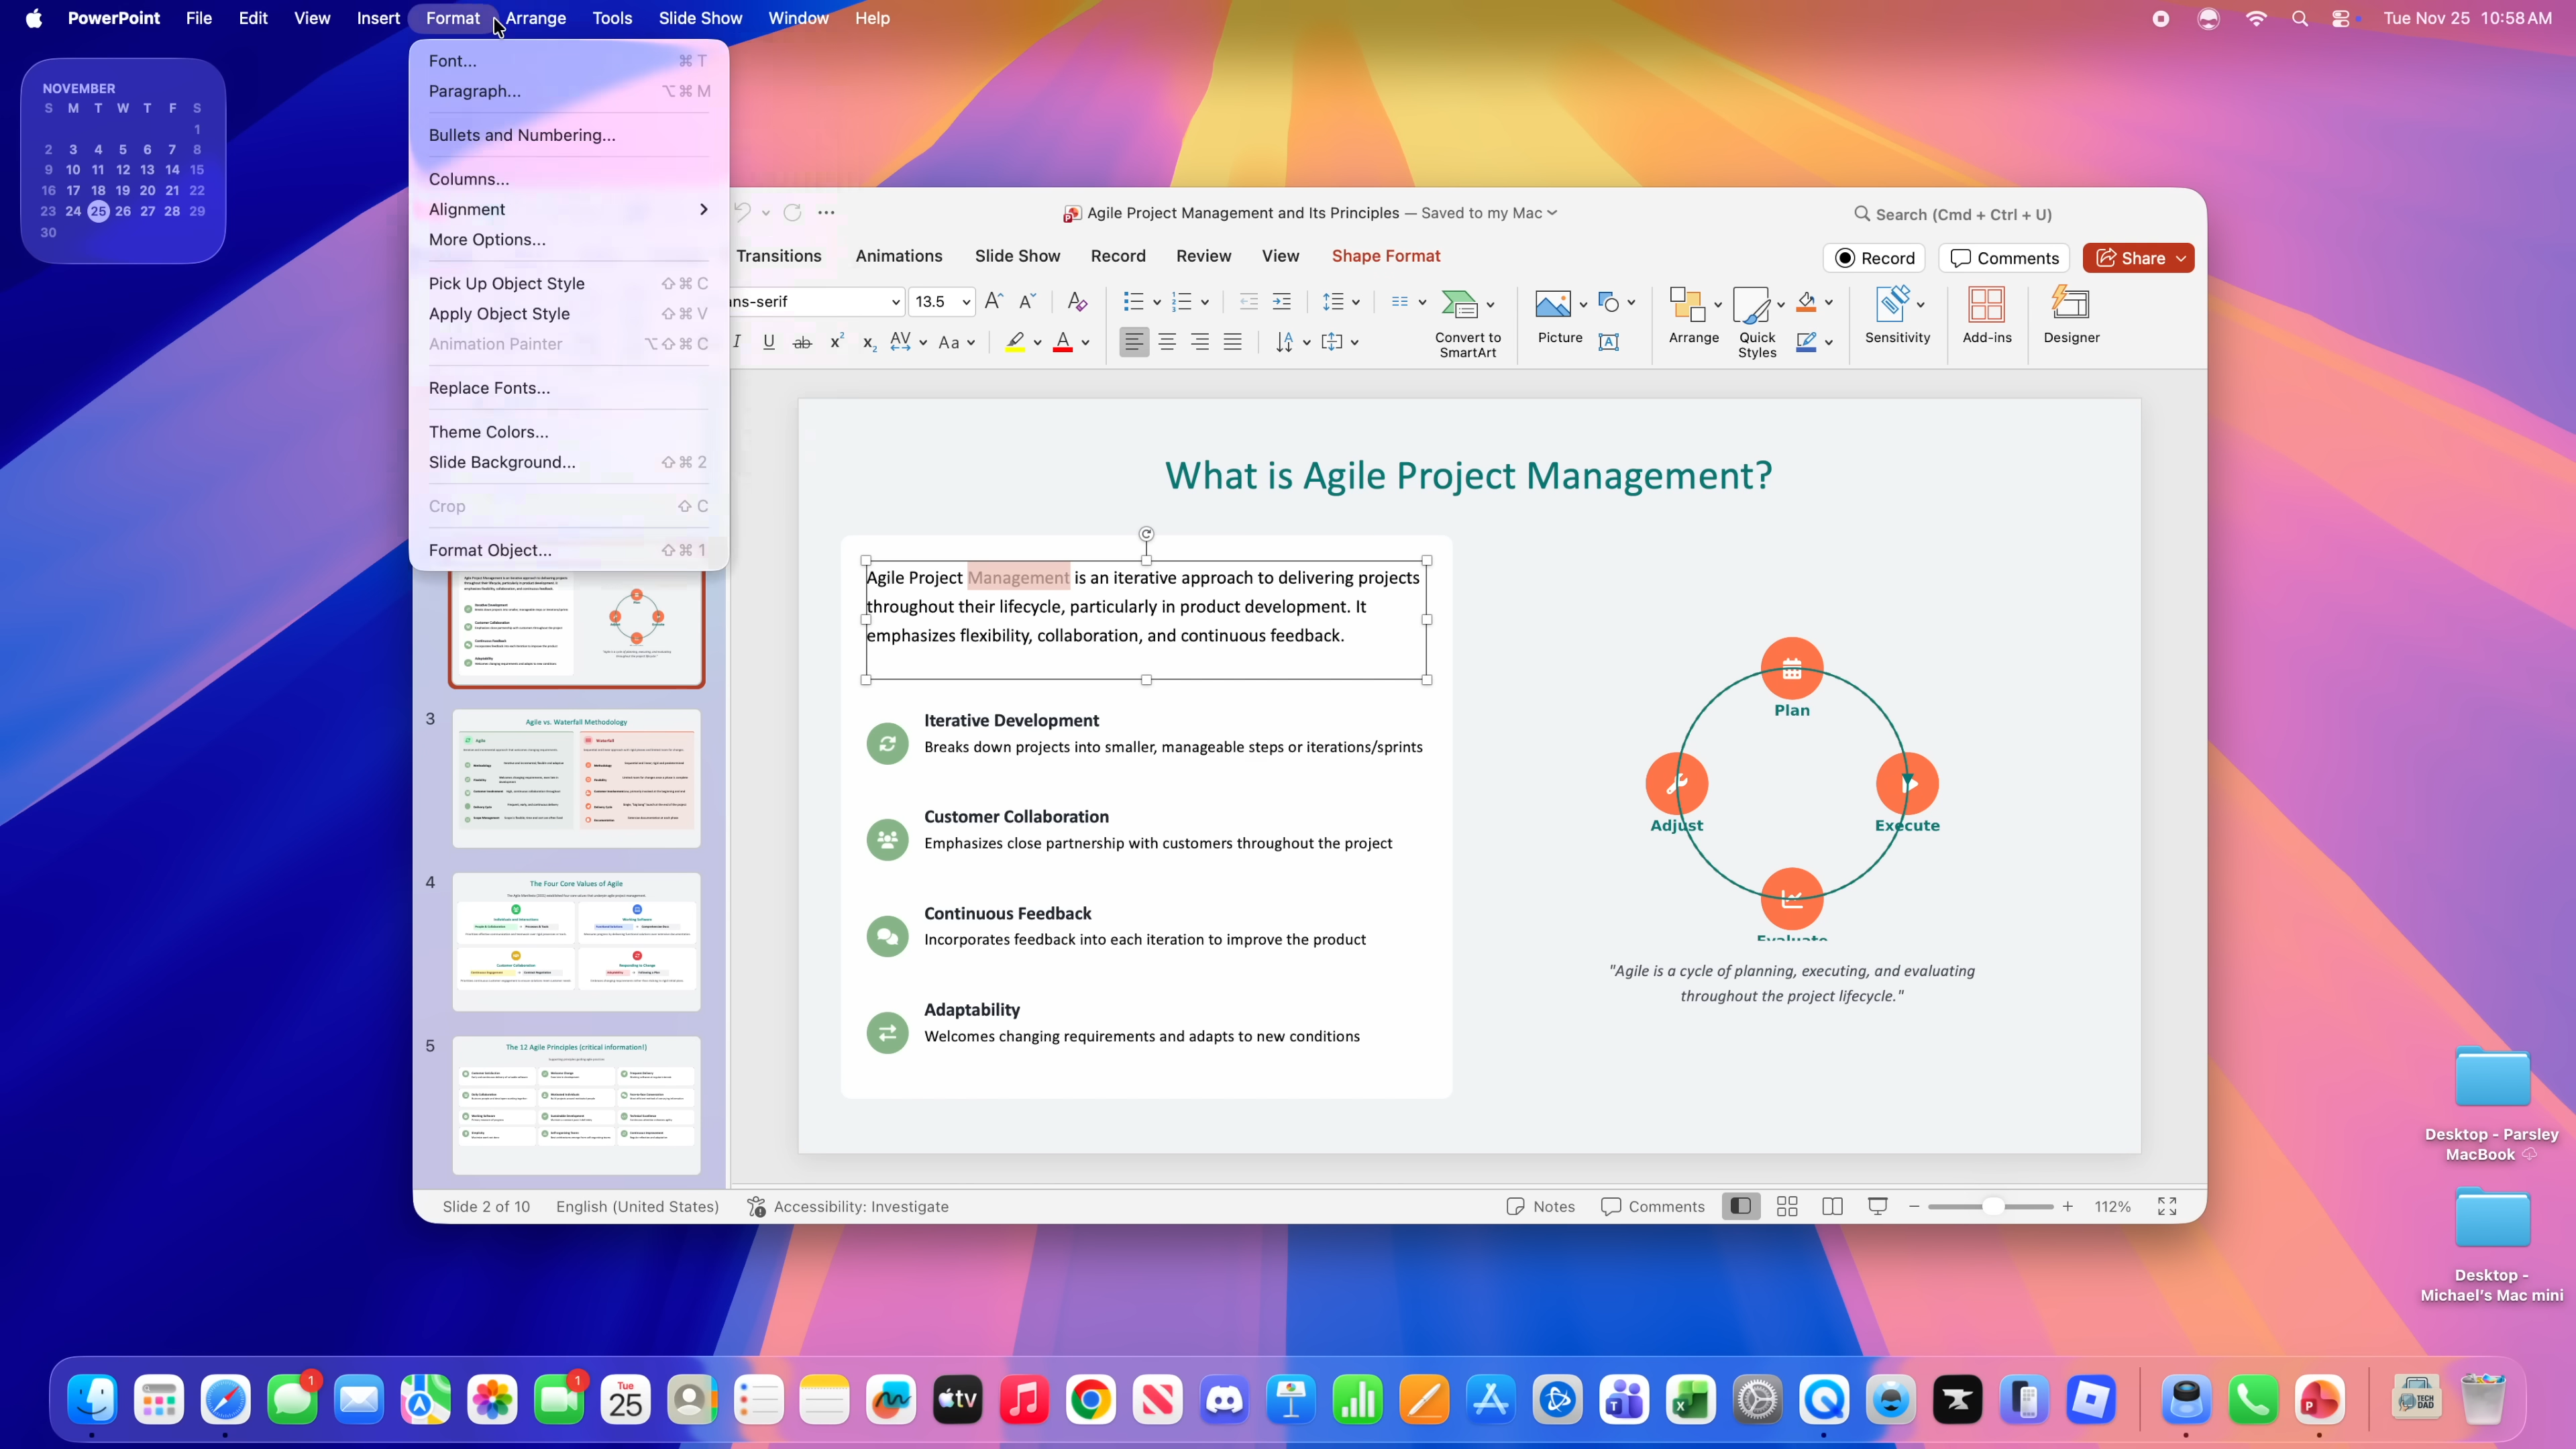 PowerPoint File Edit View Insert Format Arrange Tools Slide Show Window Help
Tue Nov 25 10:58 AM
NOVEMBER
S M T W T F S
1
2 3 4 5 6 7 8
9 10 11 12 13 14 15
16 17 18 19 20 21 22
23 24 25 26 27 28 29
30
Font... ⌘ T
Paragraph... ⌥ ⌘ M
Bullets and Numbering...
Columns...
Alignment
More Options...
Pick Up Object Style ⇧ ⌘ C
Apply Object Style ⇧ ⌘ V
Animation Painter ⌥ ⇧ ⌘ C
Replace Fonts...
Theme Colors...
Slide Background... ⇧ ⌘ 2
Crop ⇧ C
Format Object... ⇧ ⌘ 1
Agile Project Management and Its Principles — Saved to my Mac
Search (Cmd + Ctrl + U)
Transitions Animations Slide Show Record Review View Shape Format
Record Comments Share
ns-serif 13.5
Convert to
SmartArt
Picture
Arrange
Quick
Styles
Sensitivity
Add-ins
Designer
What is Agile Project Management?
Agile Project Management is an iterative approach to delivering projects
throughout their lifecycle, particularly in product development. It
emphasizes flexibility, collaboration, and continuous feedback.
Iterative Development
Breaks down projects into smaller, manageable steps or iterations/sprints
Customer Collaboration
Emphasizes close partnership with customers throughout the project
Continuous Feedback
Incorporates feedback into each iteration to improve the product
Adaptability
Welcomes changing requirements and adapts to new conditions
Plan
Adjust
Execute
Evaluate
"Agile is a cycle of planning, executing, and evaluating
throughout the project lifecycle."
3
Agile vs. Waterfall Methodology
4
The Four Core Values of Agile
5
The 12 Agile Principles (critical information!)
Slide 2 of 10 English (United States) Accessibility: Investigate
Notes Comments 112%
Desktop - Parsley
MacBook
Desktop -
Michael's Mac mini
1
1
Tue
25
tv
TECH
DAD